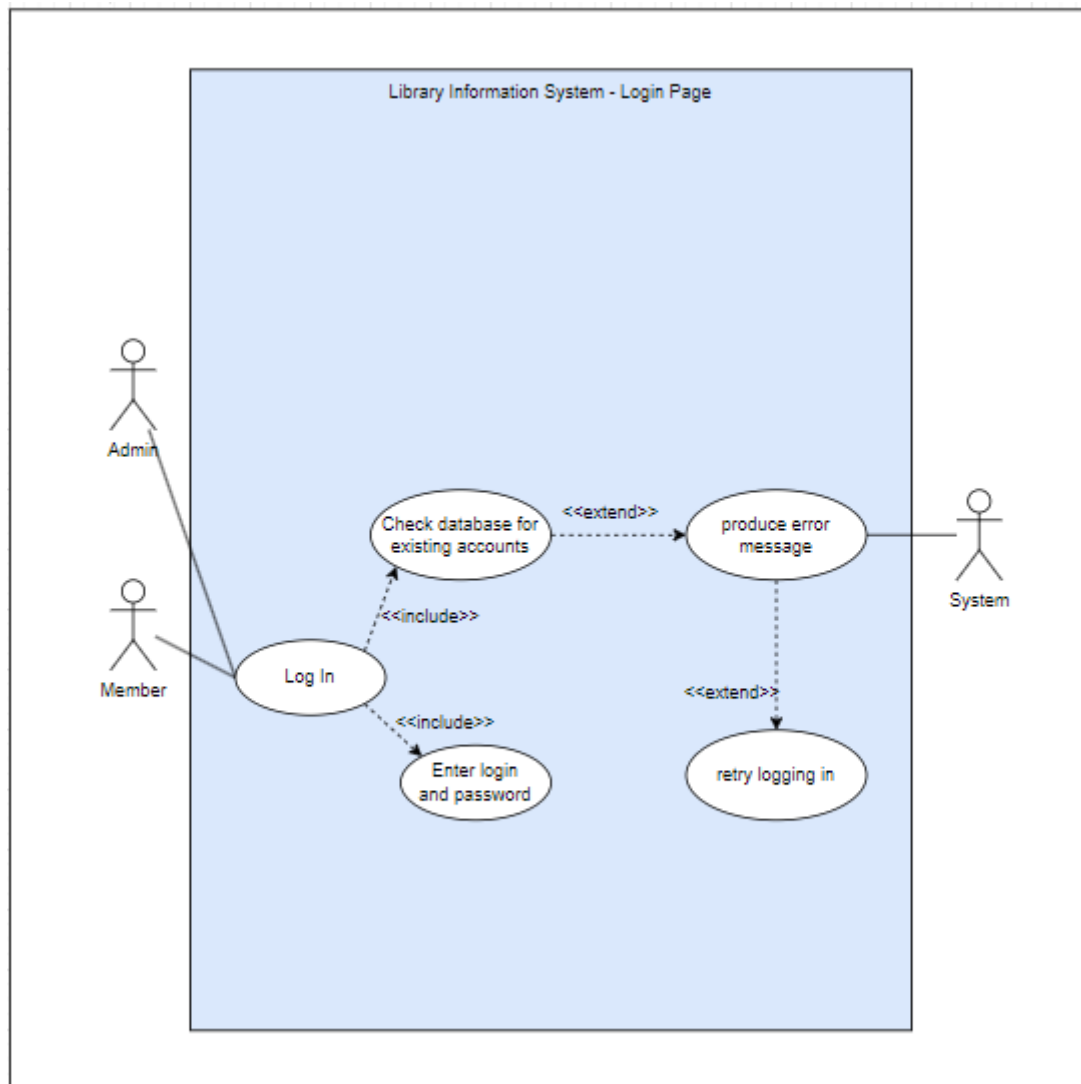 Library Information System - Login Page
Admin
Check database for
existing accounts
<<extend>>
produce error
message
System
<<include>>
Member
Log In
<<include>>
<<extend>>
Enter login
and password
retry logging in